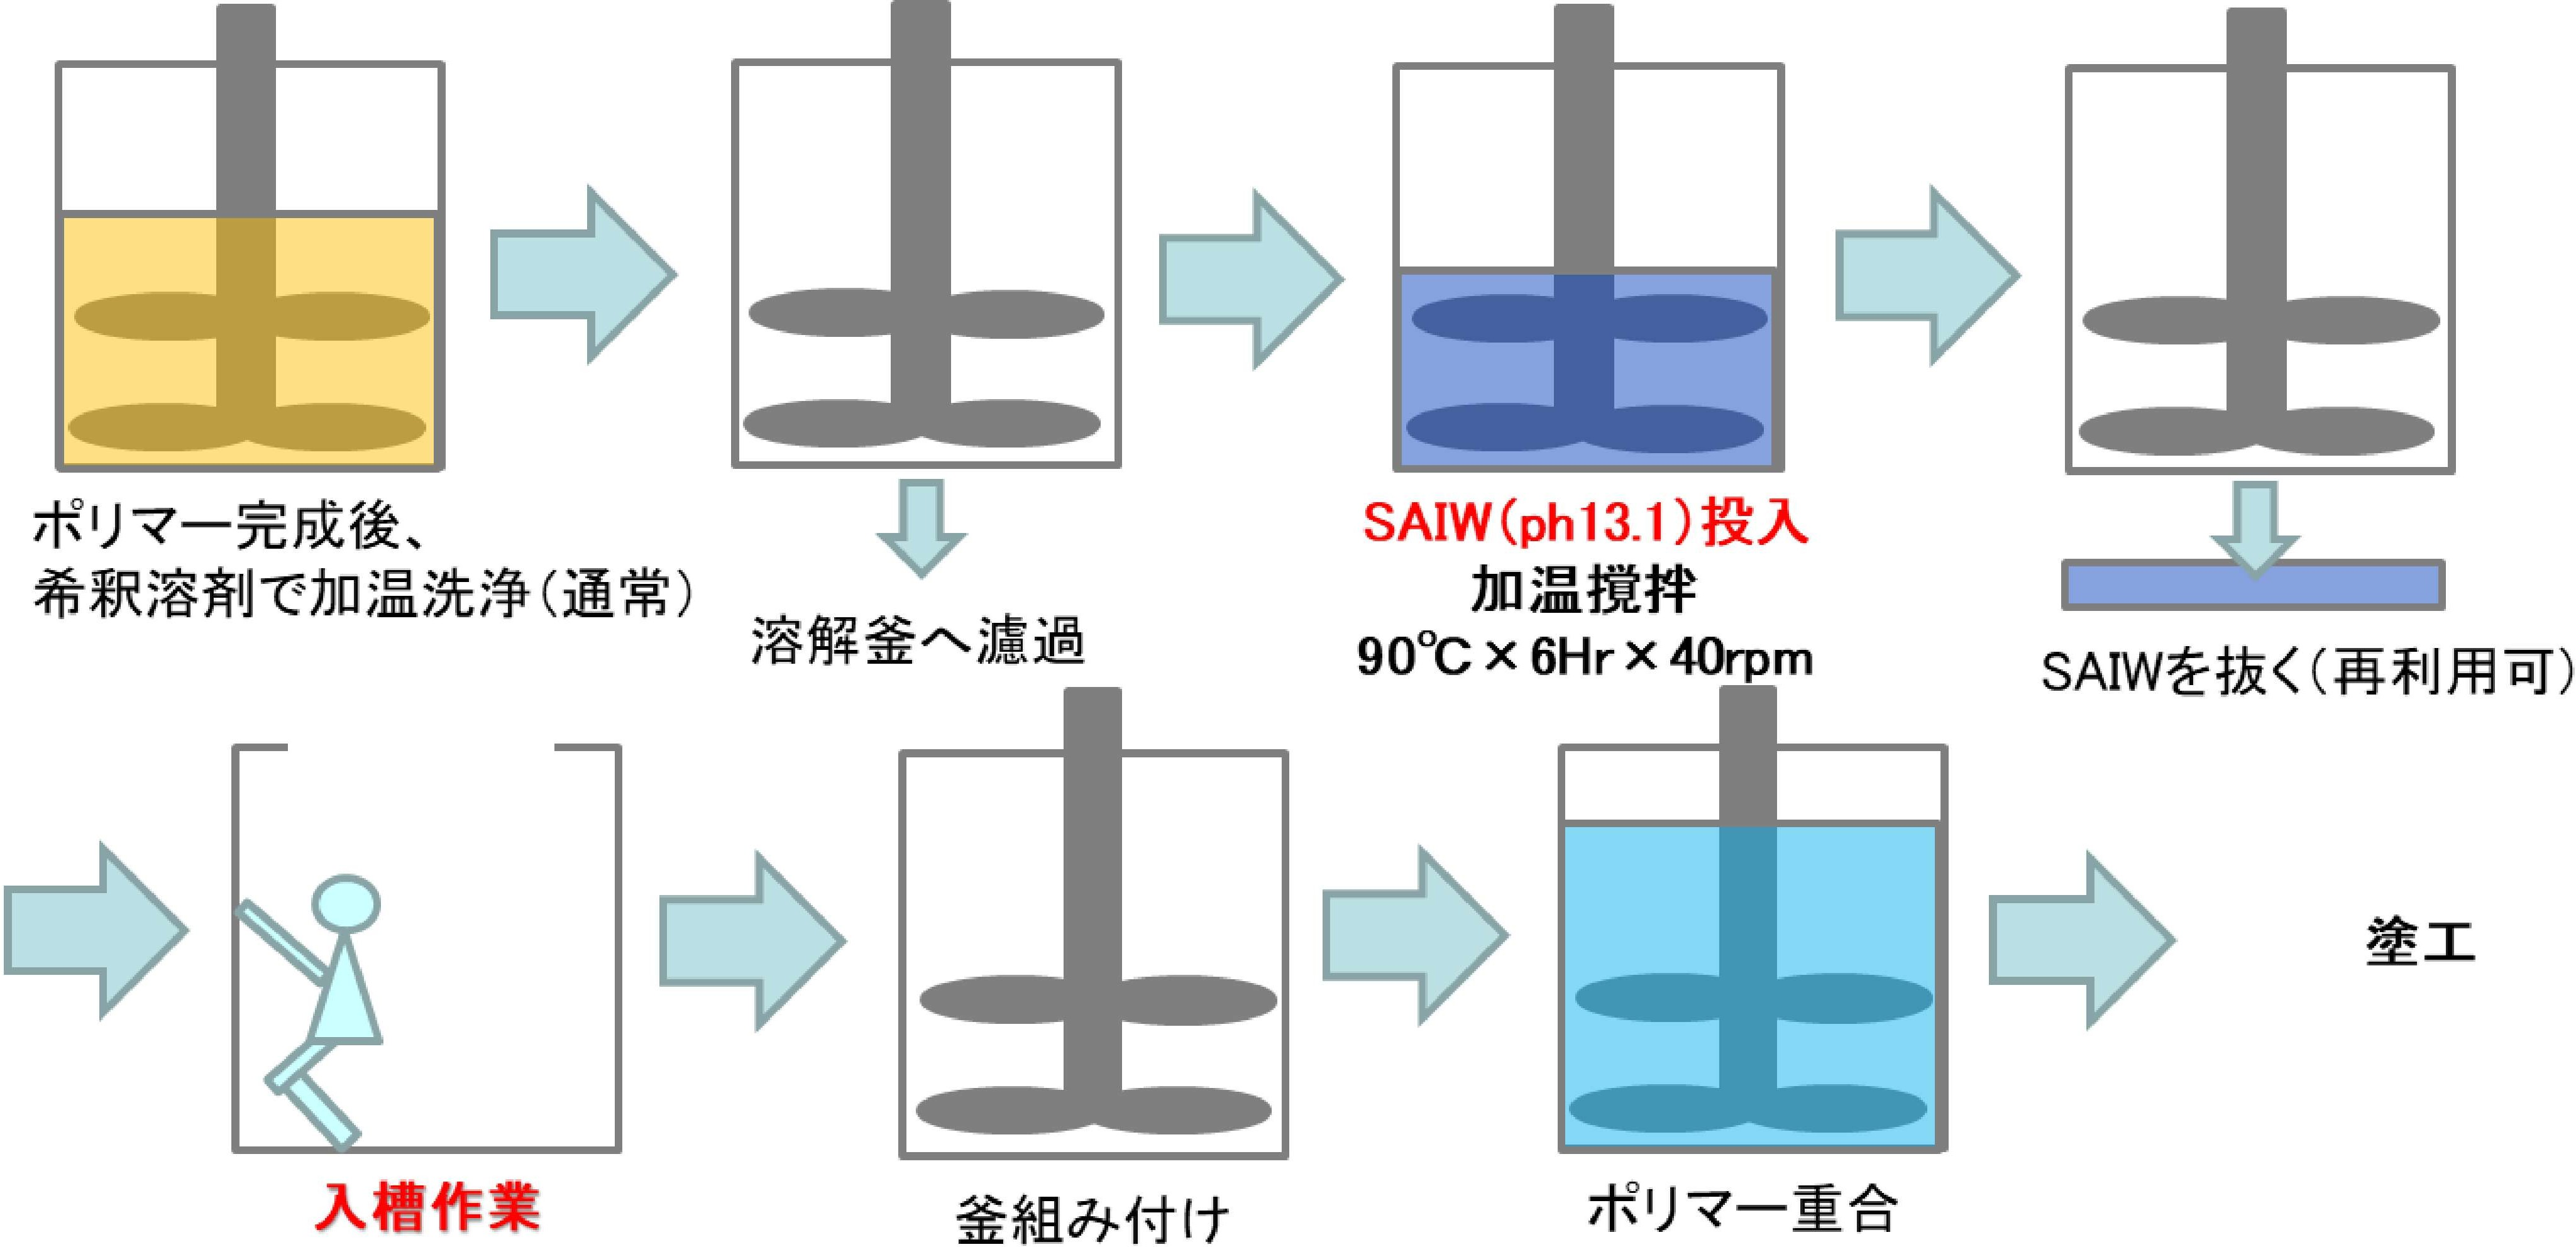 ポリマー完成後、
希釈溶剤で加温洗浄(通常)
溶解釜へ濾過
SAIW(ph13.1)投入
加温撹拌
90℃×6Hr×40rpm
SAIWを抜く(再利用可)
入槽作業
釜組み付け
ポリマー重合
塗工